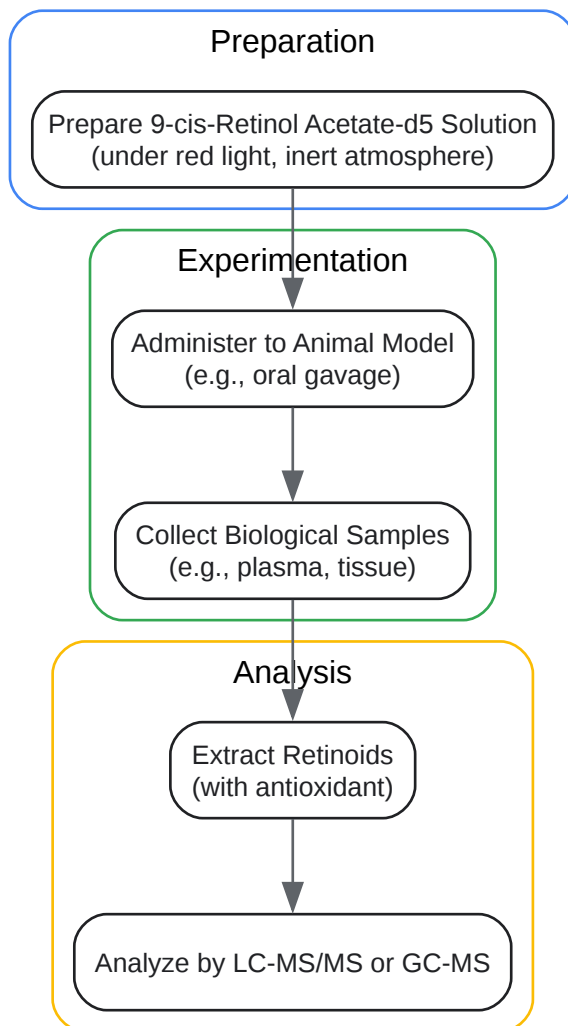 Preparation
Prepare 9-cis-Retinol Acetate-d5 Solution
(under red light, inert atmosphere)
Experimentation
Administer to Animal Model
(e.g., oral gavage)
Collect Biological Samples
(e.g., plasma, tissue)
Analysis
Extract Retinoids
(with antioxidant)
Analyze by LC-MS/MS or GC-MS